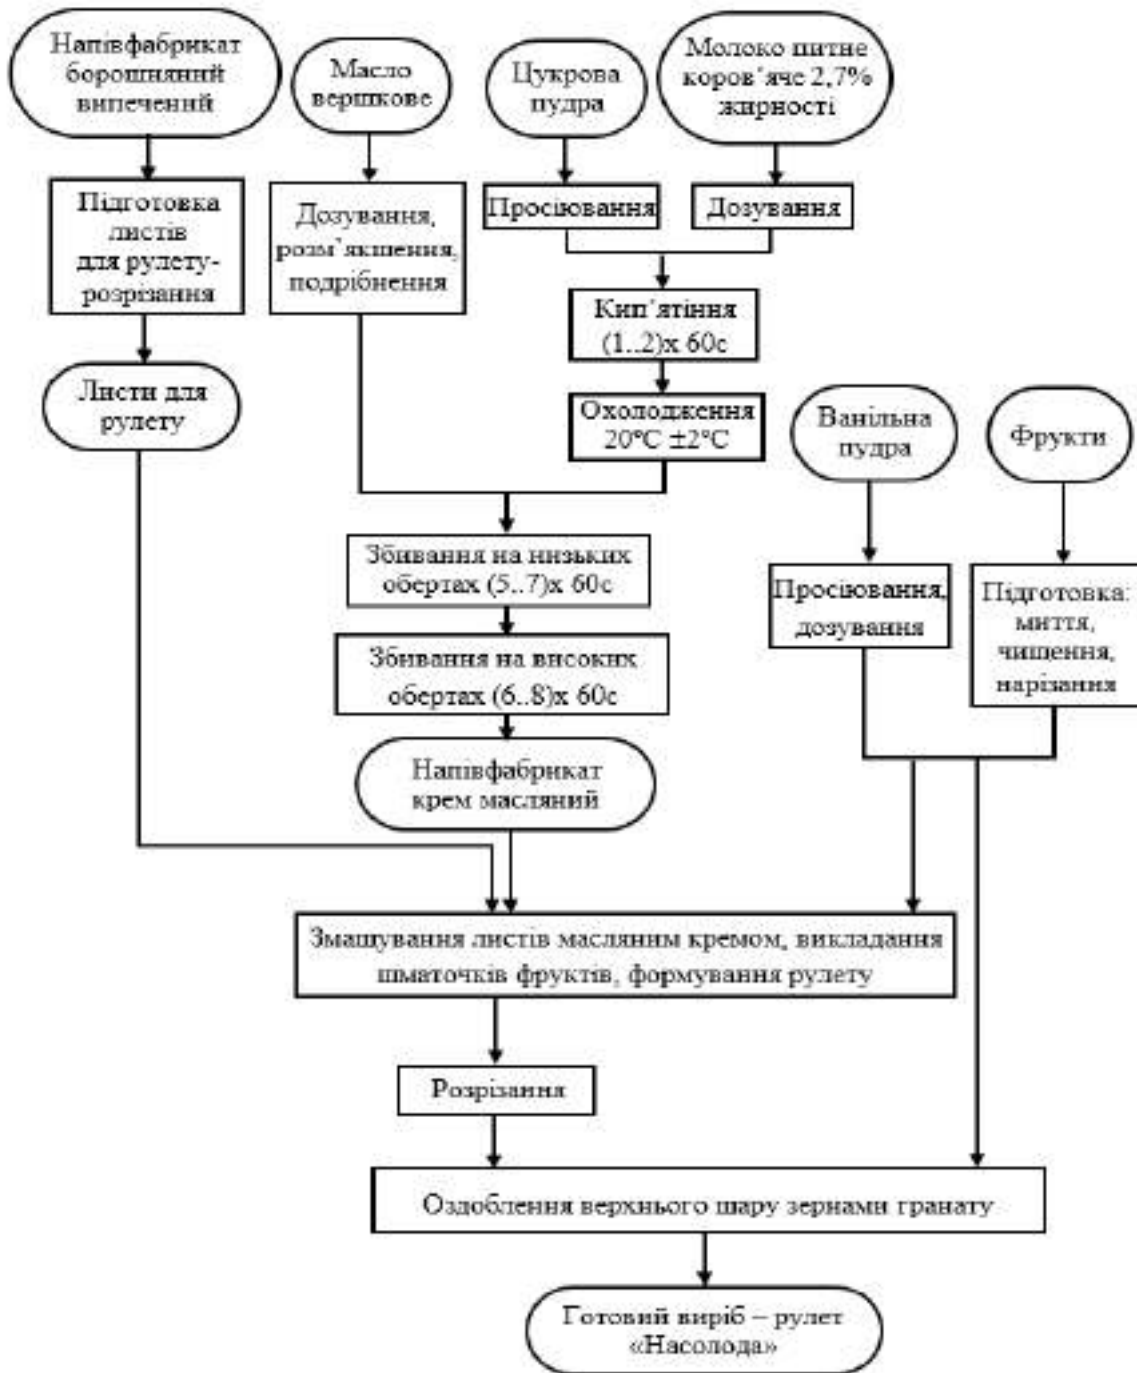 Напівфабрикат
борошняний
випечений
Масло
вершкове
Цукрова
пудра
Молоко питне
коров´яче 2,7%
жирності
Підготовка
листів
для рулету-
розрізання
Дозування,
розм´якшення,
подрібнення
Просіювання
Дозування
Кип´ятіння
(1..2)х 60с
Листи для
рулету
Охолодження
20°С ±2°С
Ванільна
пудра
Фрукти
Збивання на низьких
обертах (5..7)х 60с
Просіювання,
дозування
Підготовка:
миття,
чищення,
нарізання
Збивання на високих
обертах (6..8)х 60с
Напівфабрикат
крем масляний
Змащування листів масляним кремом, викладання
шматочків фруктів, формування рулету
Розрізання
Оздоблення верхнього шару зернами гранату
Готовий виріб – рулет
«Насолода»